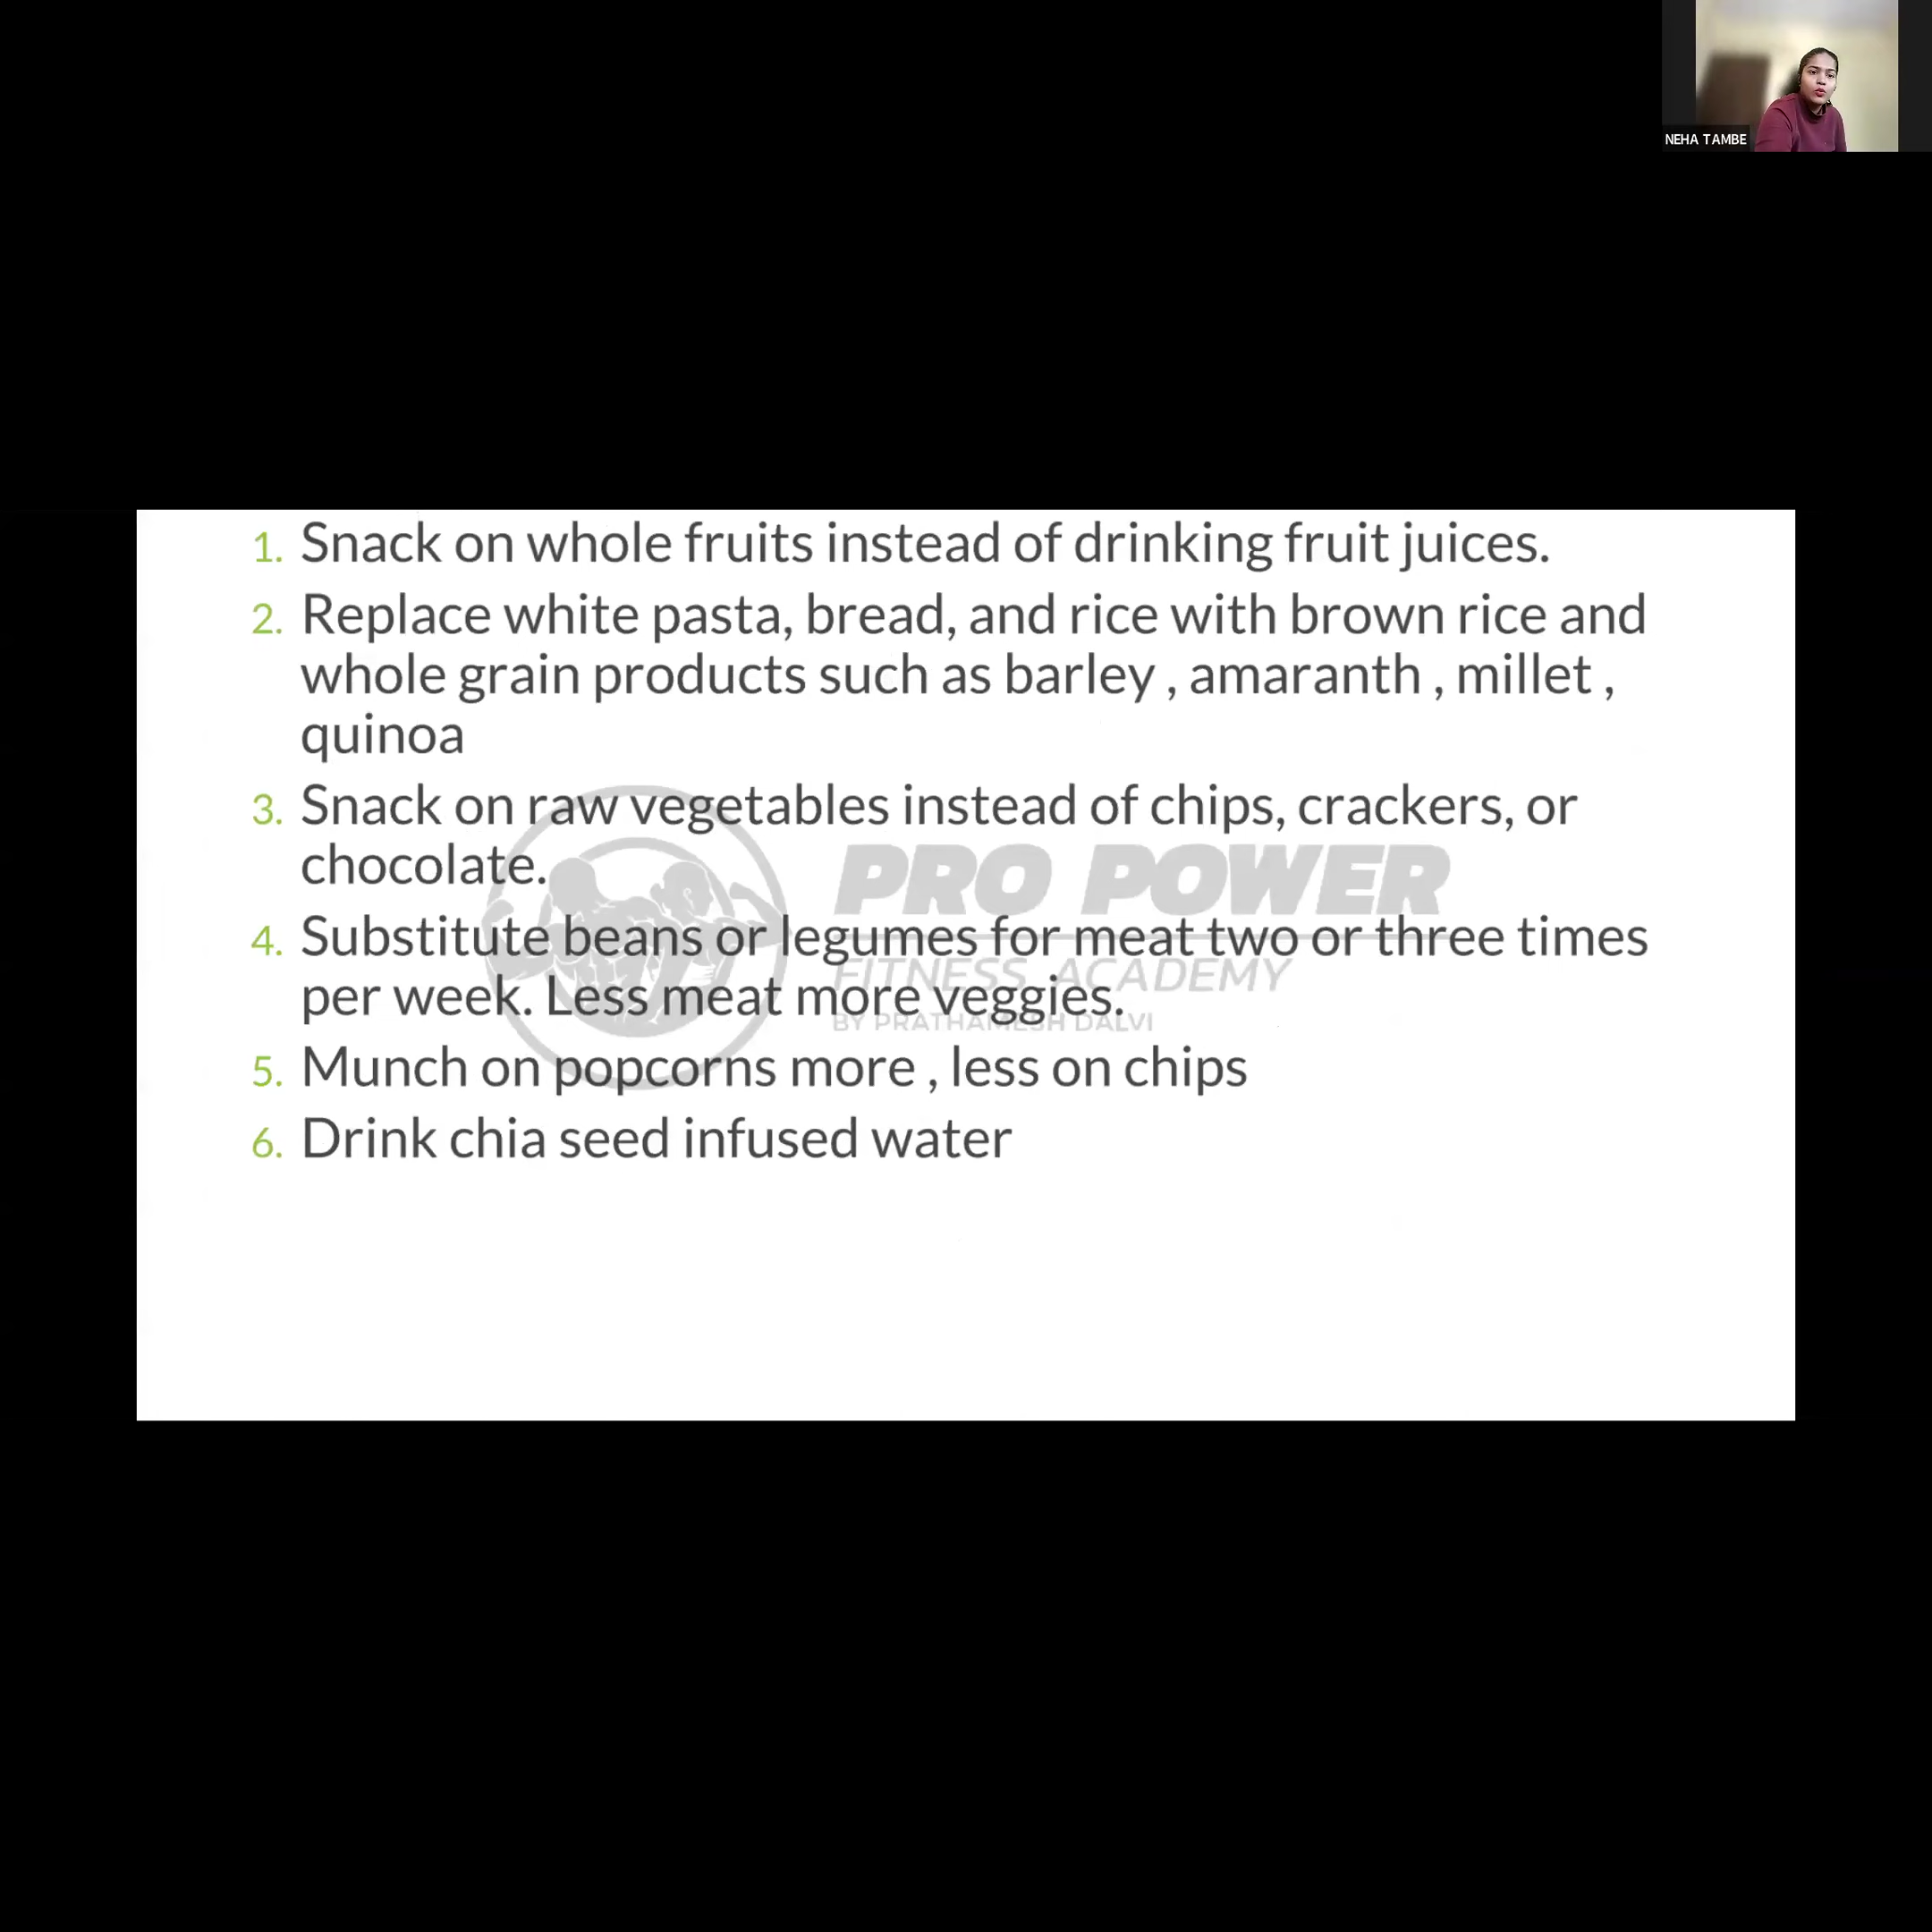 NEHA TAMBE
1. Snack on whole fruits instead of drinking fruit juices.
2. Replace white pasta, bread, and rice with brown rice and
whole grain products such as barley , amaranth , millet ,
quinoa
3. Snack on raw vegetables instead of chips, crackers, or
chocolate.
PRO POWER
4. Substitute beans or legumes for meat two or three times
FITNESS ACADEMY
per week. Less meat more veggies.
BY PRATHAMESH DALVI
5. Munch on popcorns more , less on chips
6. Drink chia seed infused water